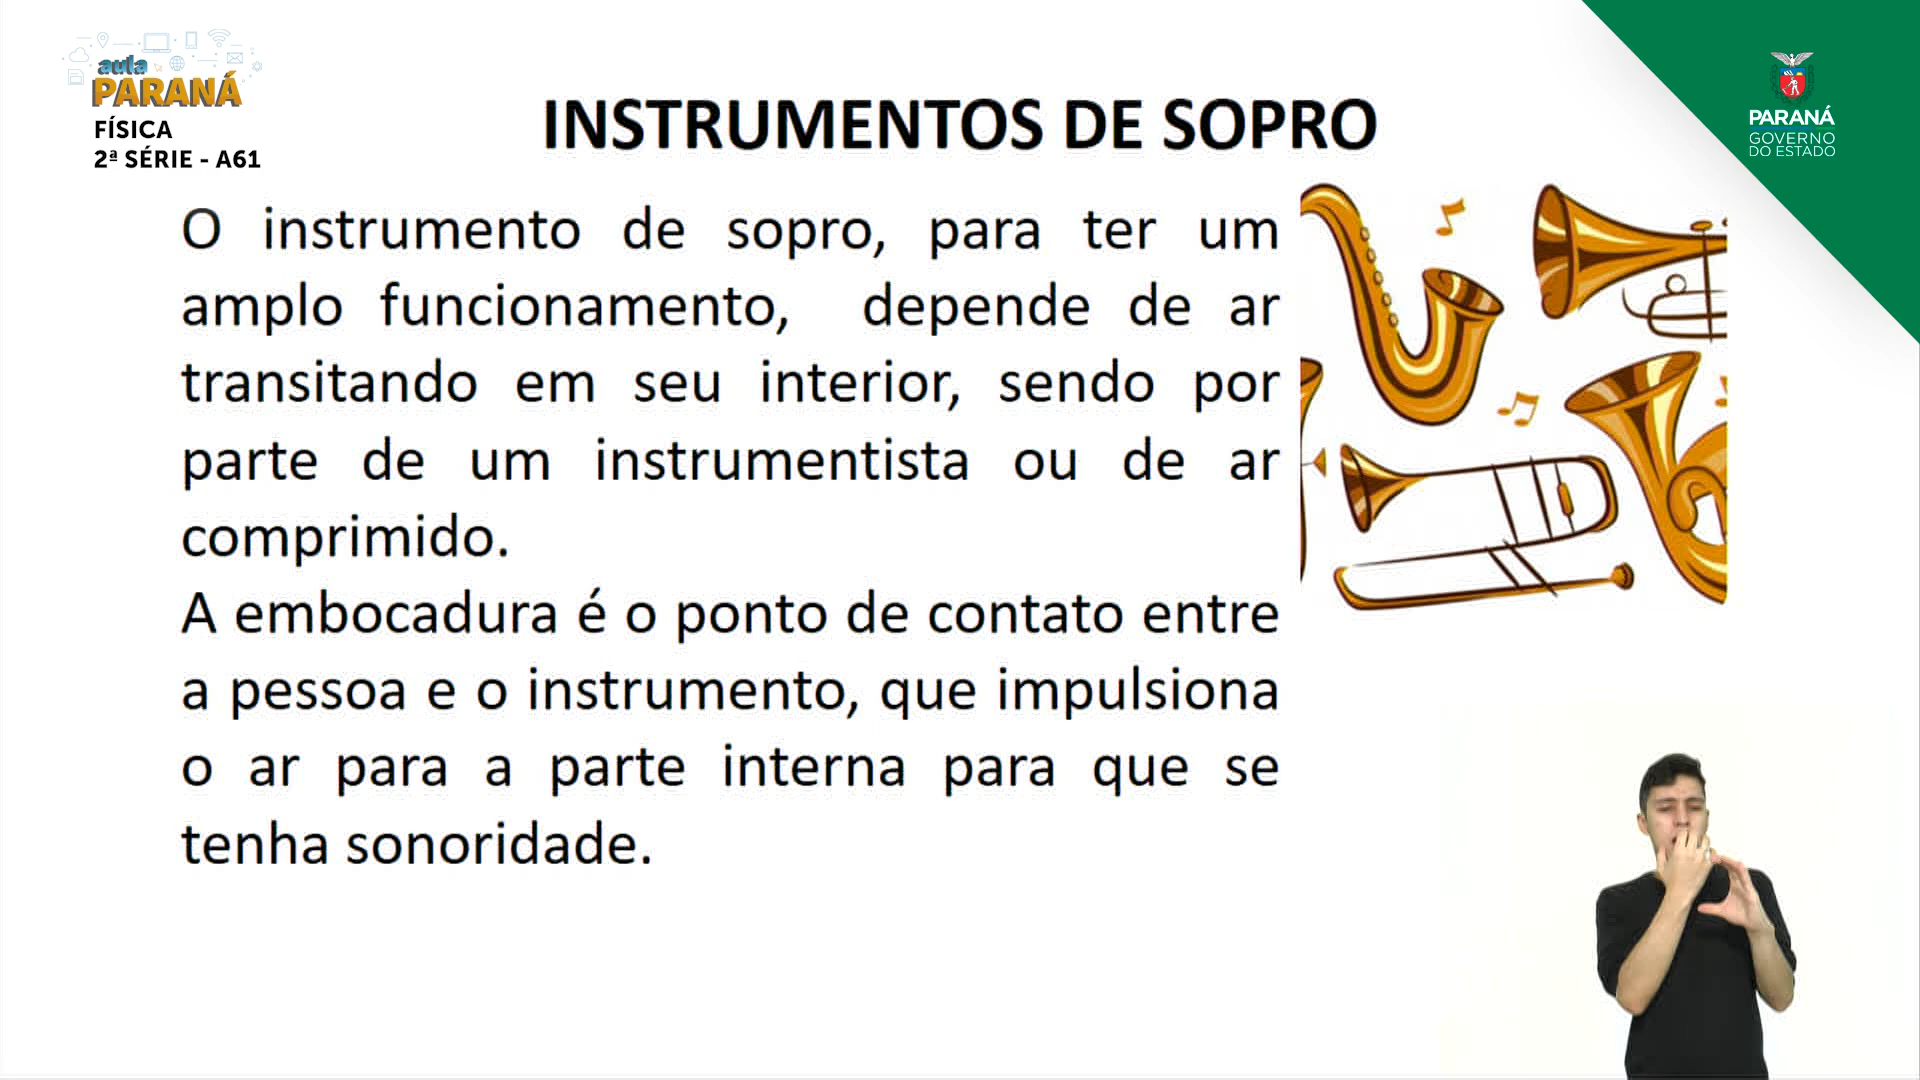 aula
PARANÁ
FÍSICA
2ª SÉRIE - A61
INSTRUMENTOS DE SOPRO
PARANÁ
GOVERNO
DO ESTADO
O instrumento de sopro, para ter um
amplo funcionamento, depende de ar
transitando em seu interior, sendo por
parte de um instrumentista ou de ar
comprimido.
A embocadura é o ponto de contato entre
a pessoa e o instrumento, que impulsiona
o ar para a parte interna para que se
tenha sonoridade.